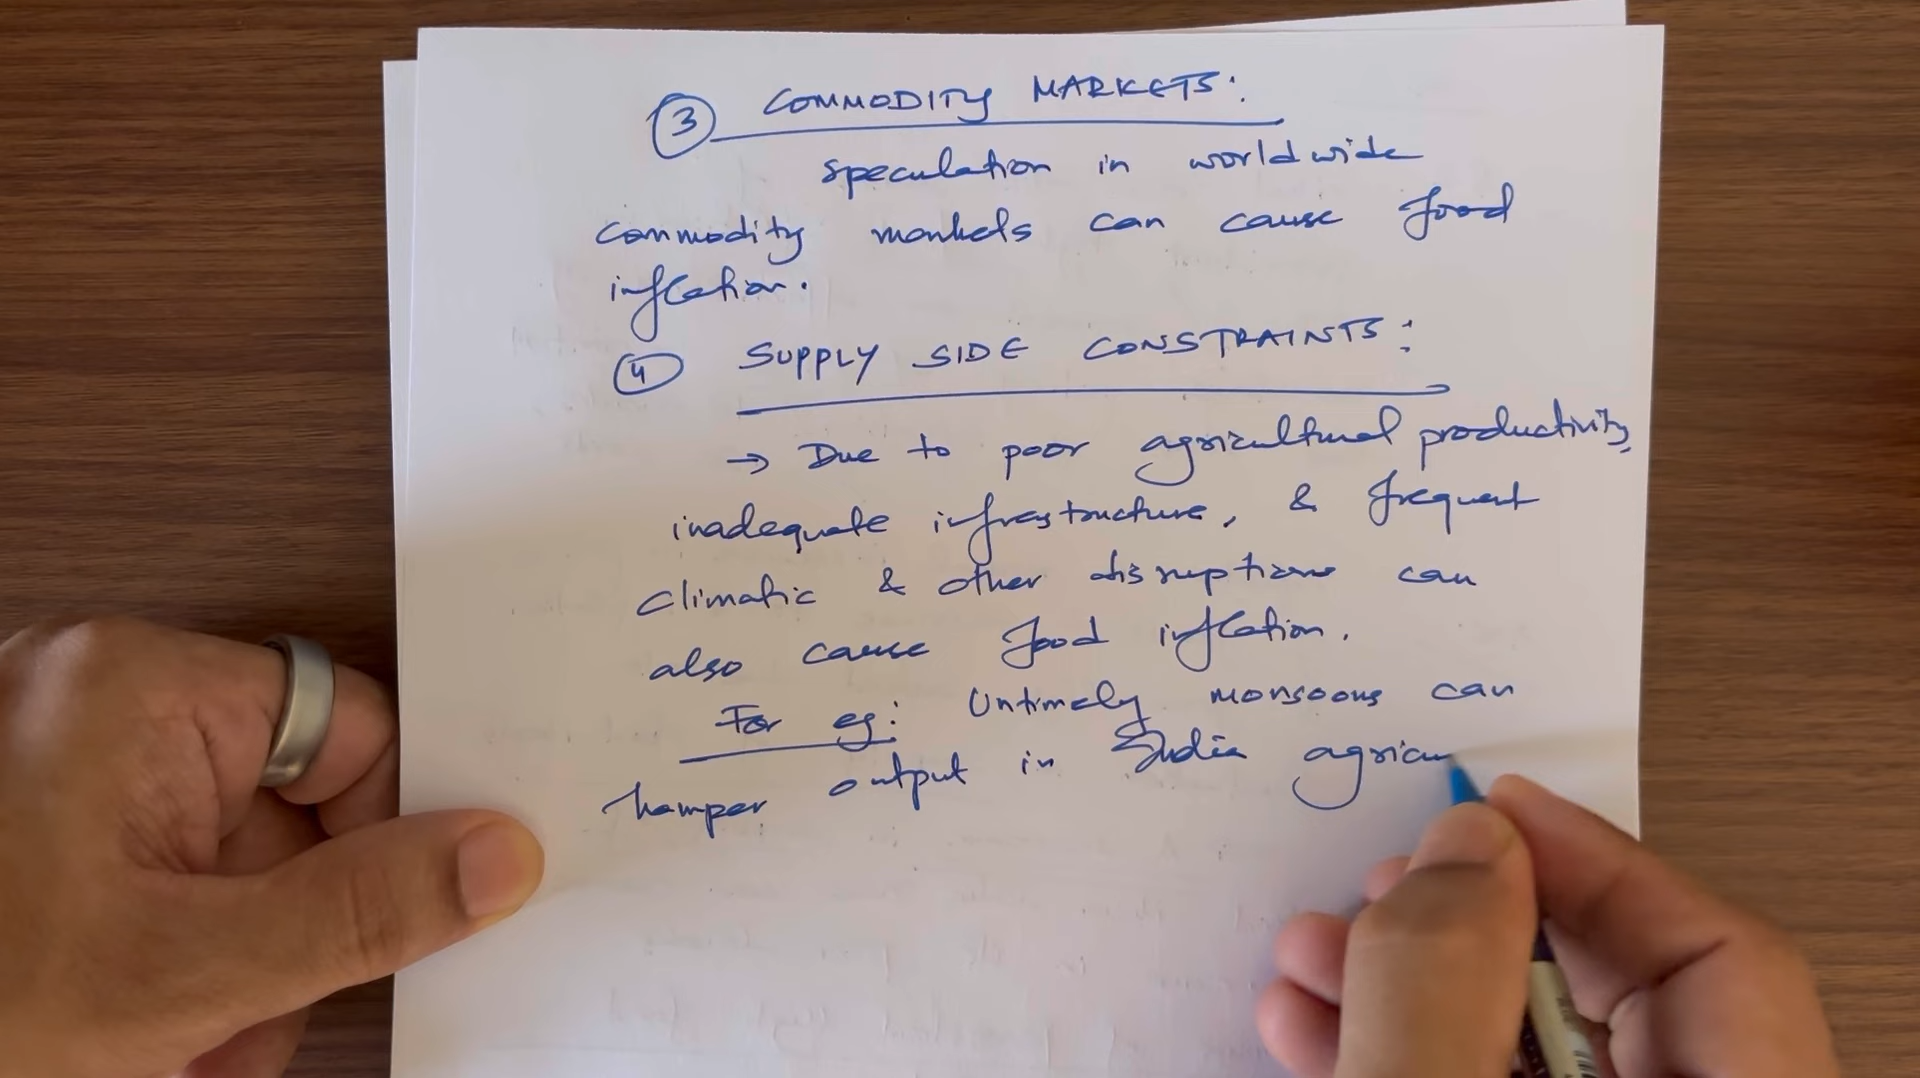 ③ COMMODITY MARKETS:
speculation in worldwide
commodity markets can cause food
inflation.
④ SUPPLY SIDE CONSTRAINTS:
→ Due to poor agricultural productivity,
inadequate infrastructure, & frequent
climatic & other disruptions can
also cause food inflation.
For eg: Untimely monsoons can
hamper output in India agricu